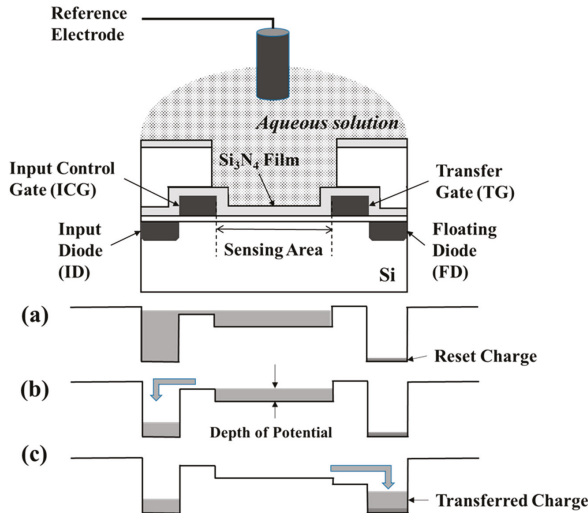 Reference
Electrode
Aqueous solution
Si₃N₄ Film
Input Control
Gate (ICG)
Transfer
Gate (TG)
Input
Diode
(ID)
Sensing Area
Floating
Diode
(FD)
Si
(a)
Reset Charge
(b)
Depth of Potential
(c)
Transferred Charge